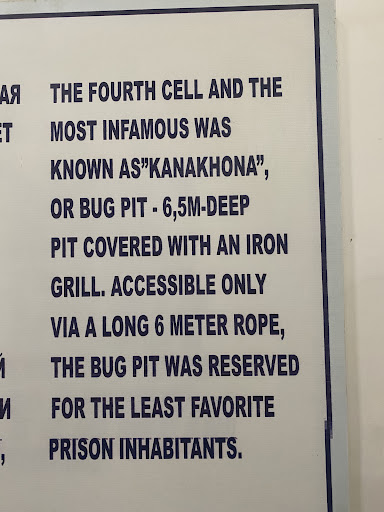 АЯ THE FOURTH CELL AND THE
ЕТ MOST INFAMOUS WAS
KNOWN AS"KANAKHONA",
OR BUG PIT - 6,5M-DEEP
PIT COVERED WITH AN IRON
GRILL. ACCESSIBLE ONLY
VIA A LONG 6 METER ROPE,
Й THE BUG PIT WAS RESERVED
И FOR THE LEAST FAVORITE
, PRISON INHABITANTS.